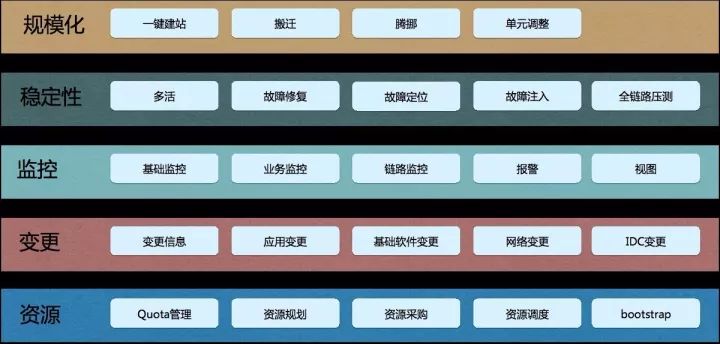 规模化 一键建站 搬迁 腾挪 单元调整
稳定性 多活 故障修复 故障定位 故障注入 全链路压测
监控 基础监控 业务监控 链路监控 报警 视图
变更 变更信息 应用变更 基础软件变更 网络变更 IDC变更
资源 Quota管理 资源规划 资源采购 资源调度 bootstrap